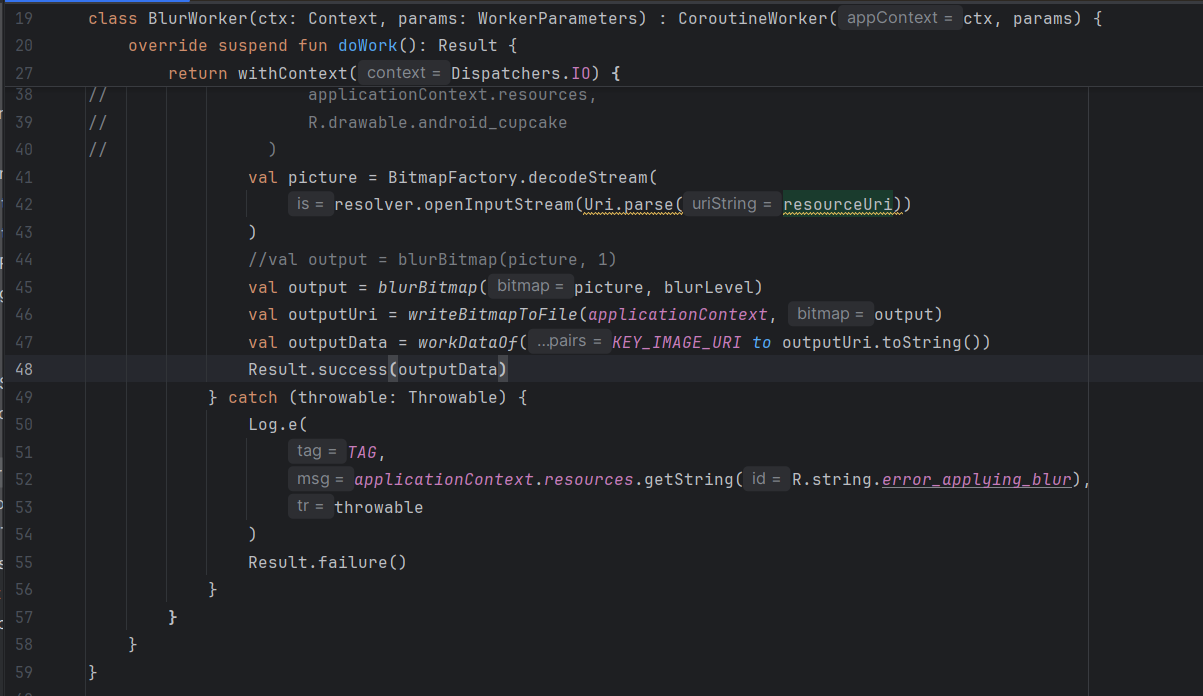 19 class BlurWorker(ctx: Context, params: WorkerParameters) : CoroutineWorker( appContext = ctx, params) {
20 override suspend fun doWork(): Result {
27 return withContext( context = Dispatchers.IO) {
38 // applicationContext.resources,
39 // R.drawable.android_cupcake
40 // )
41 val picture = BitmapFactory.decodeStream(
42 is = resolver.openInputStream(Uri.parse( uriString = resourceUri))
43 )
44 //val output = blurBitmap(picture, 1)
45 val output = blurBitmap( bitmap = picture, blurLevel)
46 val outputUri = writeBitmapToFile(applicationContext, bitmap = output)
47 val outputData = workDataOf( ...pairs = KEY_IMAGE_URI to outputUri.toString())
48 Result.success(outputData)
49 } catch (throwable: Throwable) {
50 Log.e(
51 tag = TAG,
52 msg = applicationContext.resources.getString( id = R.string.error_applying_blur),
53 tr = throwable
54 )
55 Result.failure()
56 }
57 }
58 }
59 }